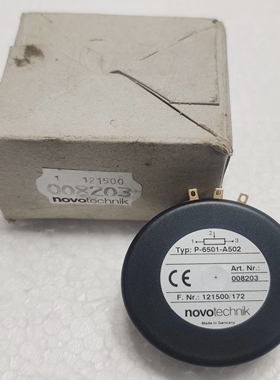 1 121500
008203
novotechnik
2
1 3
Typ: P-6501-A502
CE Art. Nr.:
008203
F. Nr.: 121500/172
novotechnik
Made in Germany